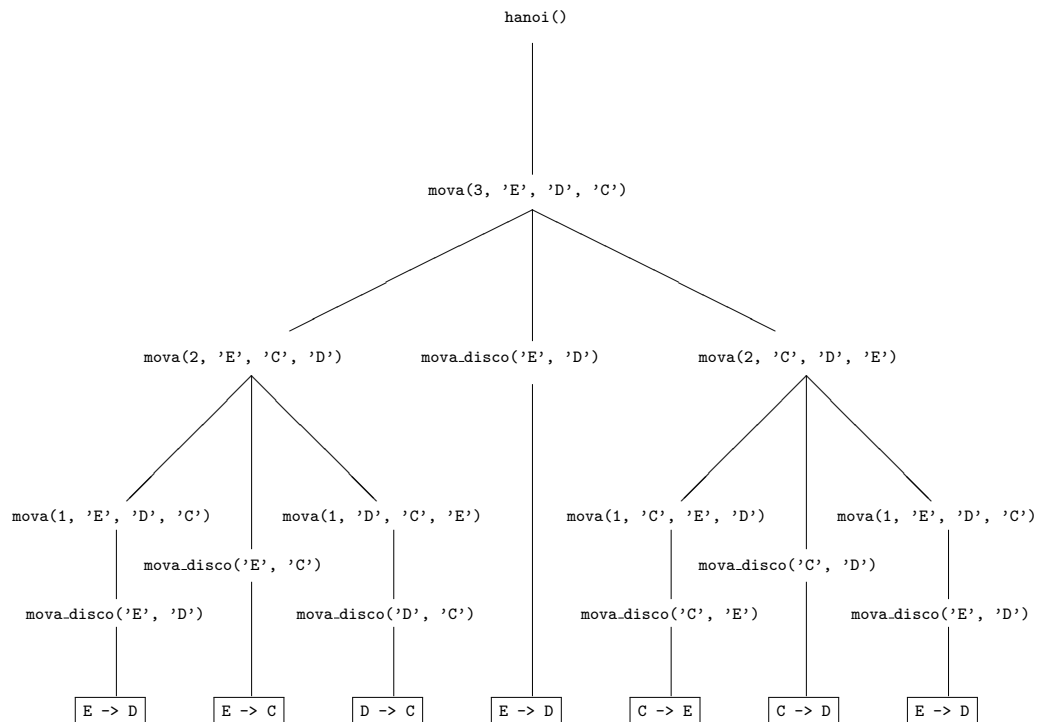 hanoi()
mova(3, 'E', 'D', 'C')
mova(2, 'E', 'C', 'D')
mova_disco('E', 'D')
mova(2, 'C', 'D', 'E')
mova(1, 'E', 'D', 'C')
mova(1, 'D', 'C', 'E')
mova(1, 'C', 'E', 'D')
mova(1, 'E', 'D', 'C')
mova_disco('E', 'C')
mova_disco('C', 'D')
mova_disco('E', 'D')
mova_disco('D', 'C')
mova_disco('C', 'E')
mova_disco('E', 'D')
E -> D
E -> C
D -> C
E -> D
C -> E
C -> D
E -> D